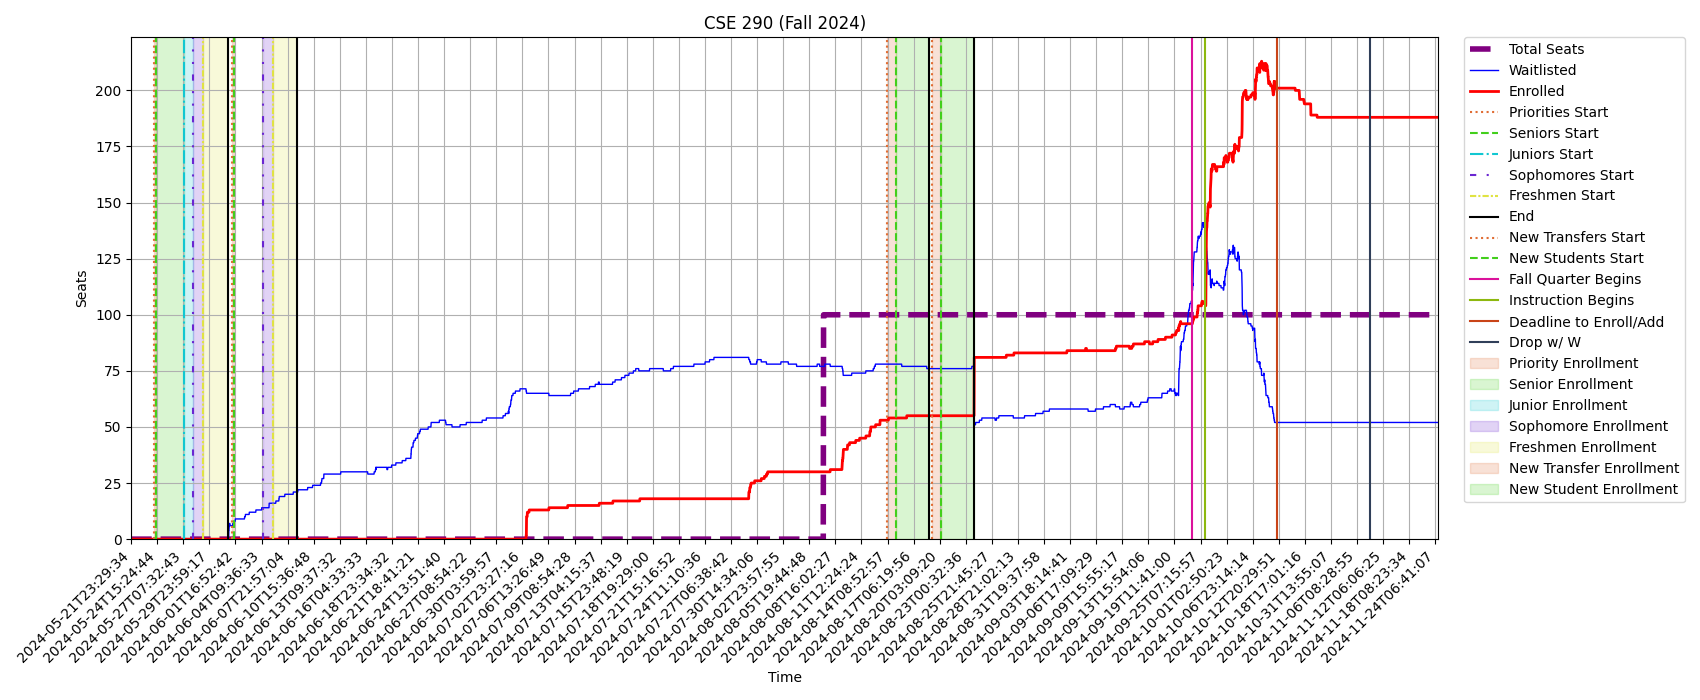 CSE 290 (Fall 2024)
Seats
200
175
150
125
100
75
50
25
0
2024-05-21T23:29:34
2024-05-24T15:24:44
2024-05-27T07:32:43
2024-05-29T23:59:17
2024-06-01T16:52:42
2024-06-04T09:36:33
2024-06-07T21:57:04
2024-06-10T15:36:48
2024-06-13T09:37:32
2024-06-16T04:33:33
2024-06-18T23:34:32
2024-06-21T18:41:21
2024-06-24T13:51:40
2024-06-27T08:54:22
2024-06-30T03:59:57
2024-07-02T23:27:16
2024-07-06T13:26:49
2024-07-09T08:54:28
2024-07-13T04:15:37
2024-07-15T23:48:19
2024-07-18T19:29:00
2024-07-21T15:16:52
2024-07-24T11:10:36
2024-07-27T06:38:42
2024-07-30T14:34:06
2024-08-02T23:57:55
2024-08-05T19:44:48
2024-08-08T16:02:27
2024-08-11T12:24:24
2024-08-14T08:52:57
2024-08-17T06:19:56
2024-08-20T03:09:20
2024-08-23T00:32:36
2024-08-25T21:45:27
2024-08-28T21:02:13
2024-08-31T19:37:58
2024-09-03T18:14:41
2024-09-06T17:09:29
2024-09-09T15:55:17
2024-09-13T15:54:06
2024-09-19T11:41:00
2024-09-25T07:15:57
2024-10-01T02:50:23
2024-10-06T23:14:14
2024-10-12T20:29:51
2024-10-18T17:01:16
2024-10-31T13:55:07
2024-11-06T08:28:55
2024-11-12T06:06:25
2024-11-18T08:23:34
2024-11-24T06:41:07
Time
Total Seats
Waitlisted
Enrolled
Priorities Start
Seniors Start
Juniors Start
Sophomores Start
Freshmen Start
End
New Transfers Start
New Students Start
Fall Quarter Begins
Instruction Begins
Deadline to Enroll/Add
Drop w/ W
Priority Enrollment
Senior Enrollment
Junior Enrollment
Sophomore Enrollment
Freshmen Enrollment
New Transfer Enrollment
New Student Enrollment